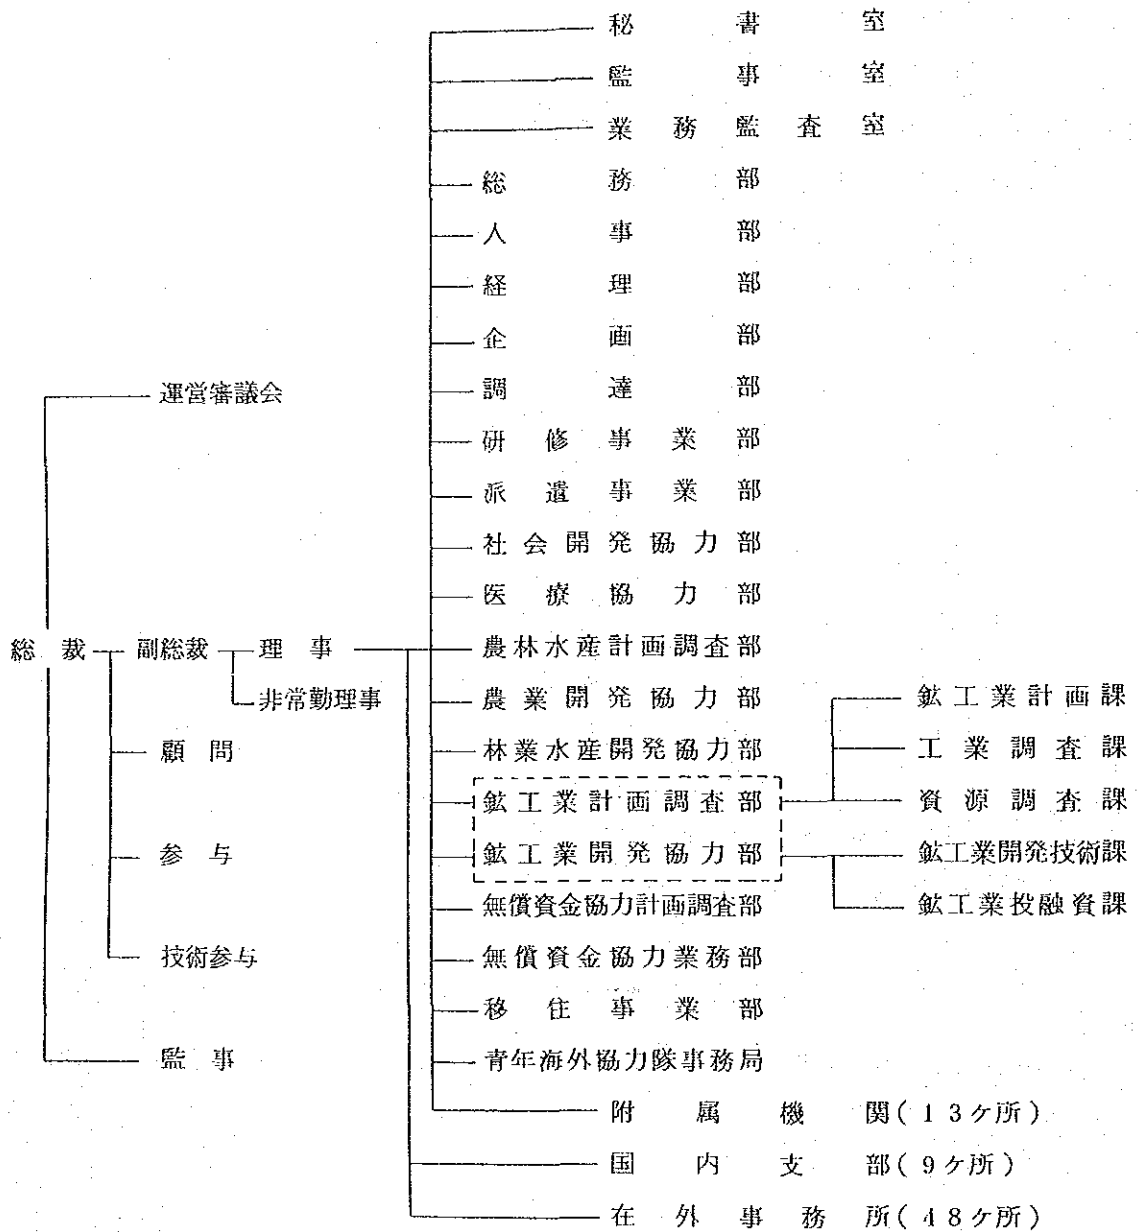 秘書室
監事室
業務監査室
総務部
人事部
経理部
企画部
調達部
運営審議会
研修事業部
派遣事業部
社会開発協力部
医療協力部
総裁 副総裁 理事 農林水産計画調査部
非常勤理事 農業開発協力部 鉱工業計画課
顧問 林業水産開発協力部 工業調査課
鉱工業計画調査部 資源調査課
参与 鉱工業開発協力部 鉱工業開発技術課
無償資金協力計画調査部 鉱工業投融資課
技術参与 無償資金協力業務部
移住事業部
監事 青年海外協力隊事務局
附属機関(13ケ所)
国内支部(9ケ所)
在外事務所(48ケ所)